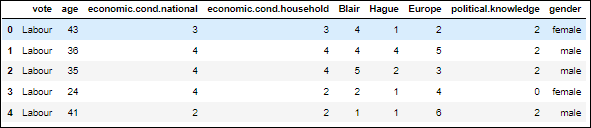 vote age economic.cond.national economic.cond.household Blair Hague Europe political.knowledge gender
0 Labour 43 3 3 4 1 2 2 female
1 Labour 36 4 4 4 4 5 2 male
2 Labour 35 4 4 5 2 3 2 male
3 Labour 24 4 2 2 1 4 0 female
4 Labour 41 2 2 1 1 6 2 male